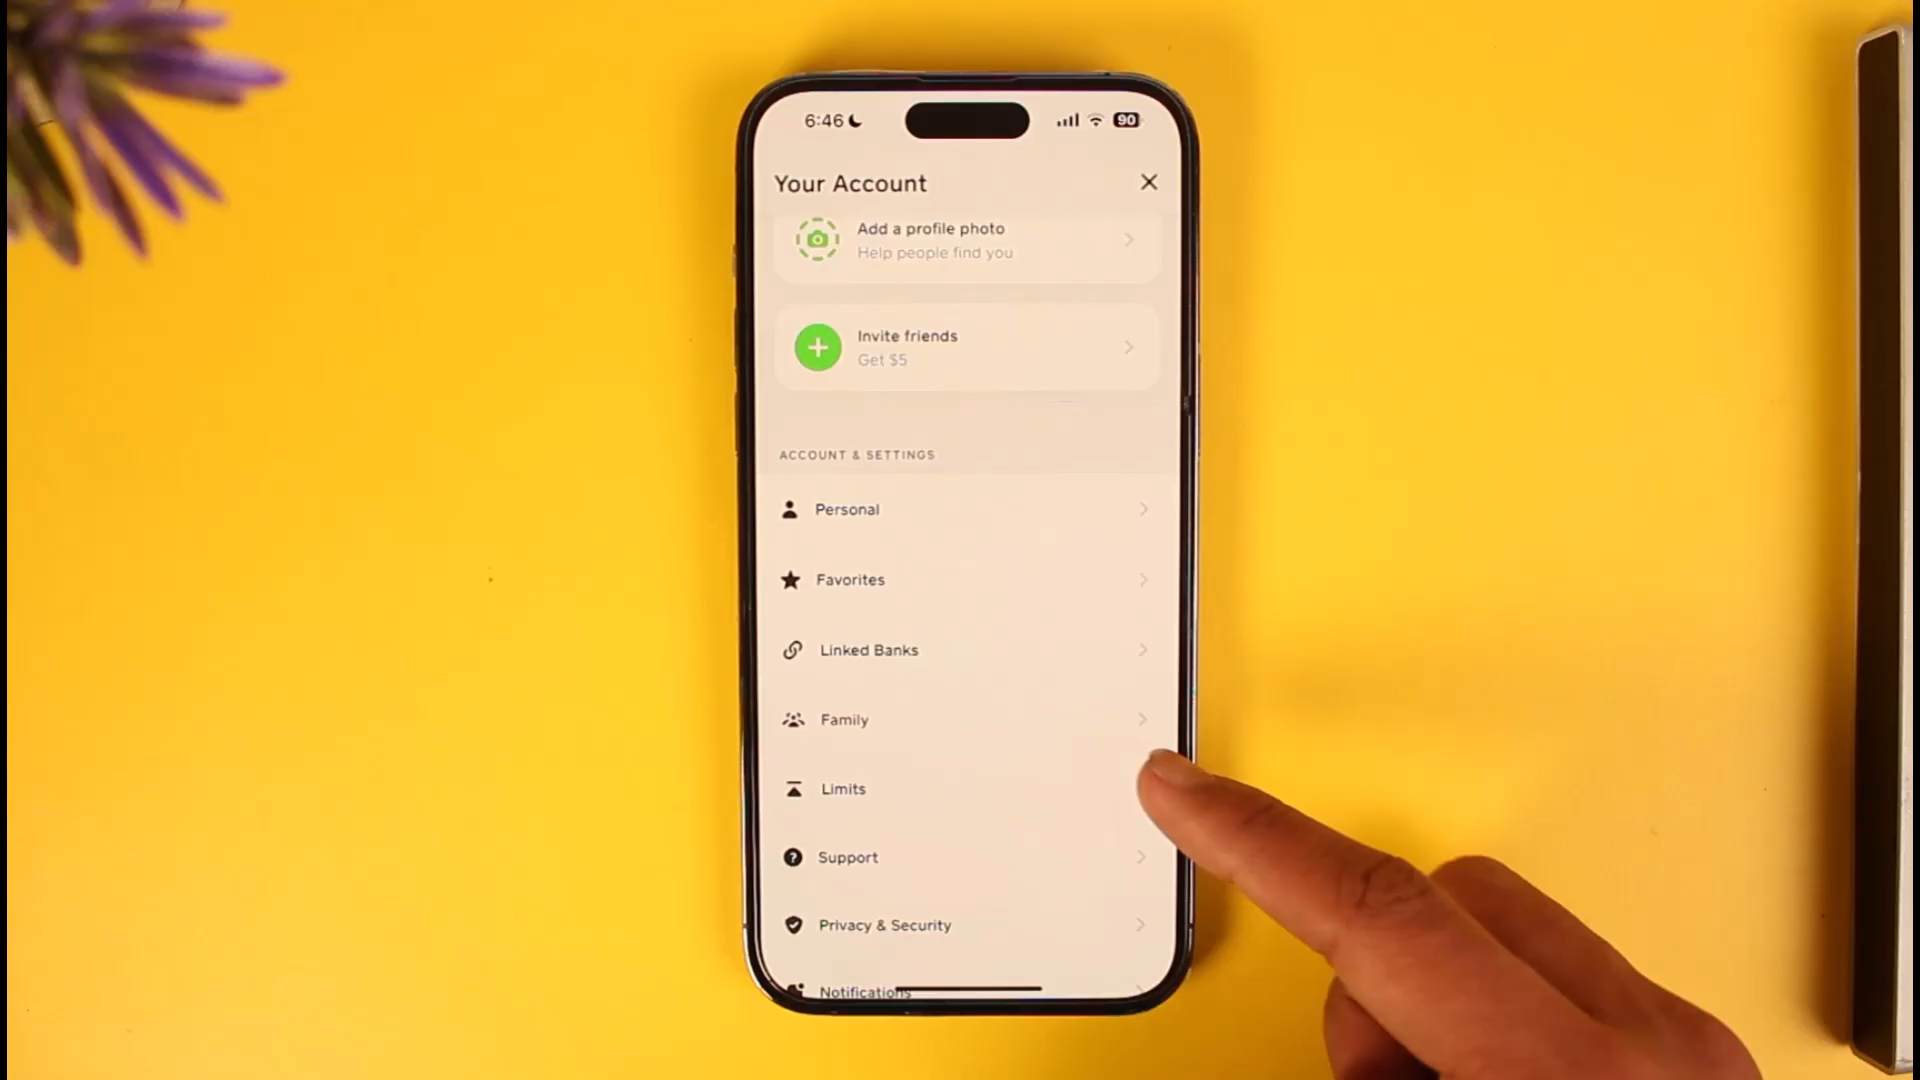 6:46
90
Your Account
Add a profile photo
Help people find you
Invite friends
Get $5
ACCOUNT & SETTINGS
Personal
Favorites
Linked Banks
Family
Limits
Support
Privacy & Security
Notifications